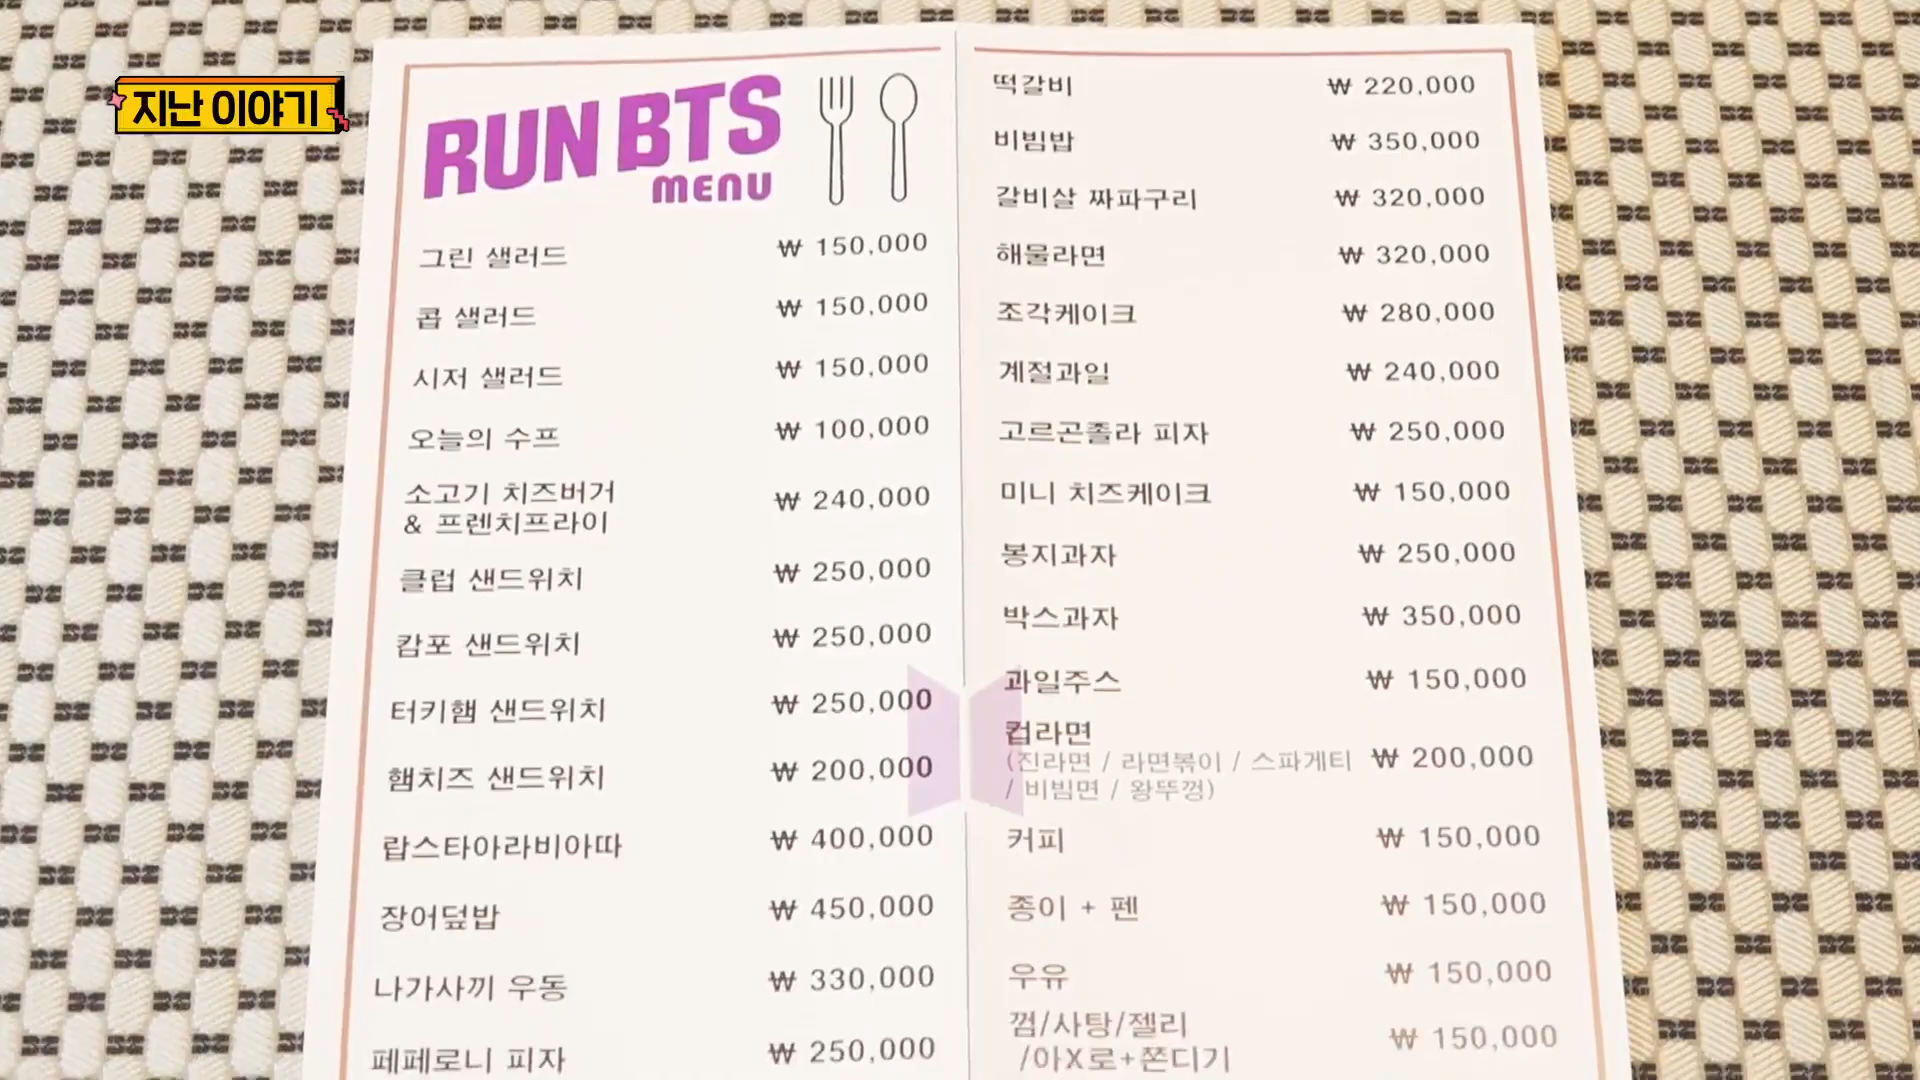 지난 이야기
RUN BTS
MENU
그린 샐러드 ₩ 150,000
콥 샐러드 ₩ 150,000
시저 샐러드 ₩ 150,000
오늘의 수프 ₩ 100,000
소고기 치즈버거
& 프렌치프라이 ₩ 240,000
클럽 샌드위치 ₩ 250,000
캄포 샌드위치 ₩ 250,000
터키햄 샌드위치 ₩ 250,000
햄치즈 샌드위치 ₩ 200,000
랍스타아라비아따 ₩ 400,000
장어덮밥 ₩ 450,000
나가사끼 우동 ₩ 330,000
페페로니 피자 ₩ 250,000
떡갈비 ₩ 220,000
비빔밥 ₩ 350,000
갈비살 짜파구리 ₩ 320,000
해물라면 ₩ 320,000
조각케이크 ₩ 280,000
계절과일 ₩ 240,000
고르곤졸라 피자 ₩ 250,000
미니 치즈케이크 ₩ 150,000
봉지과자 ₩ 250,000
박스과자 ₩ 350,000
과일주스 ₩ 150,000
컵라면
(진라면 / 라면볶이 / 스파게티 ₩ 200,000
/ 비빔면 / 왕뚜껑)
커피 ₩ 150,000
종이 + 펜 ₩ 150,000
우유 ₩ 150,000
껌/사탕/젤리
/아X로+쫀디기 ₩ 150,000